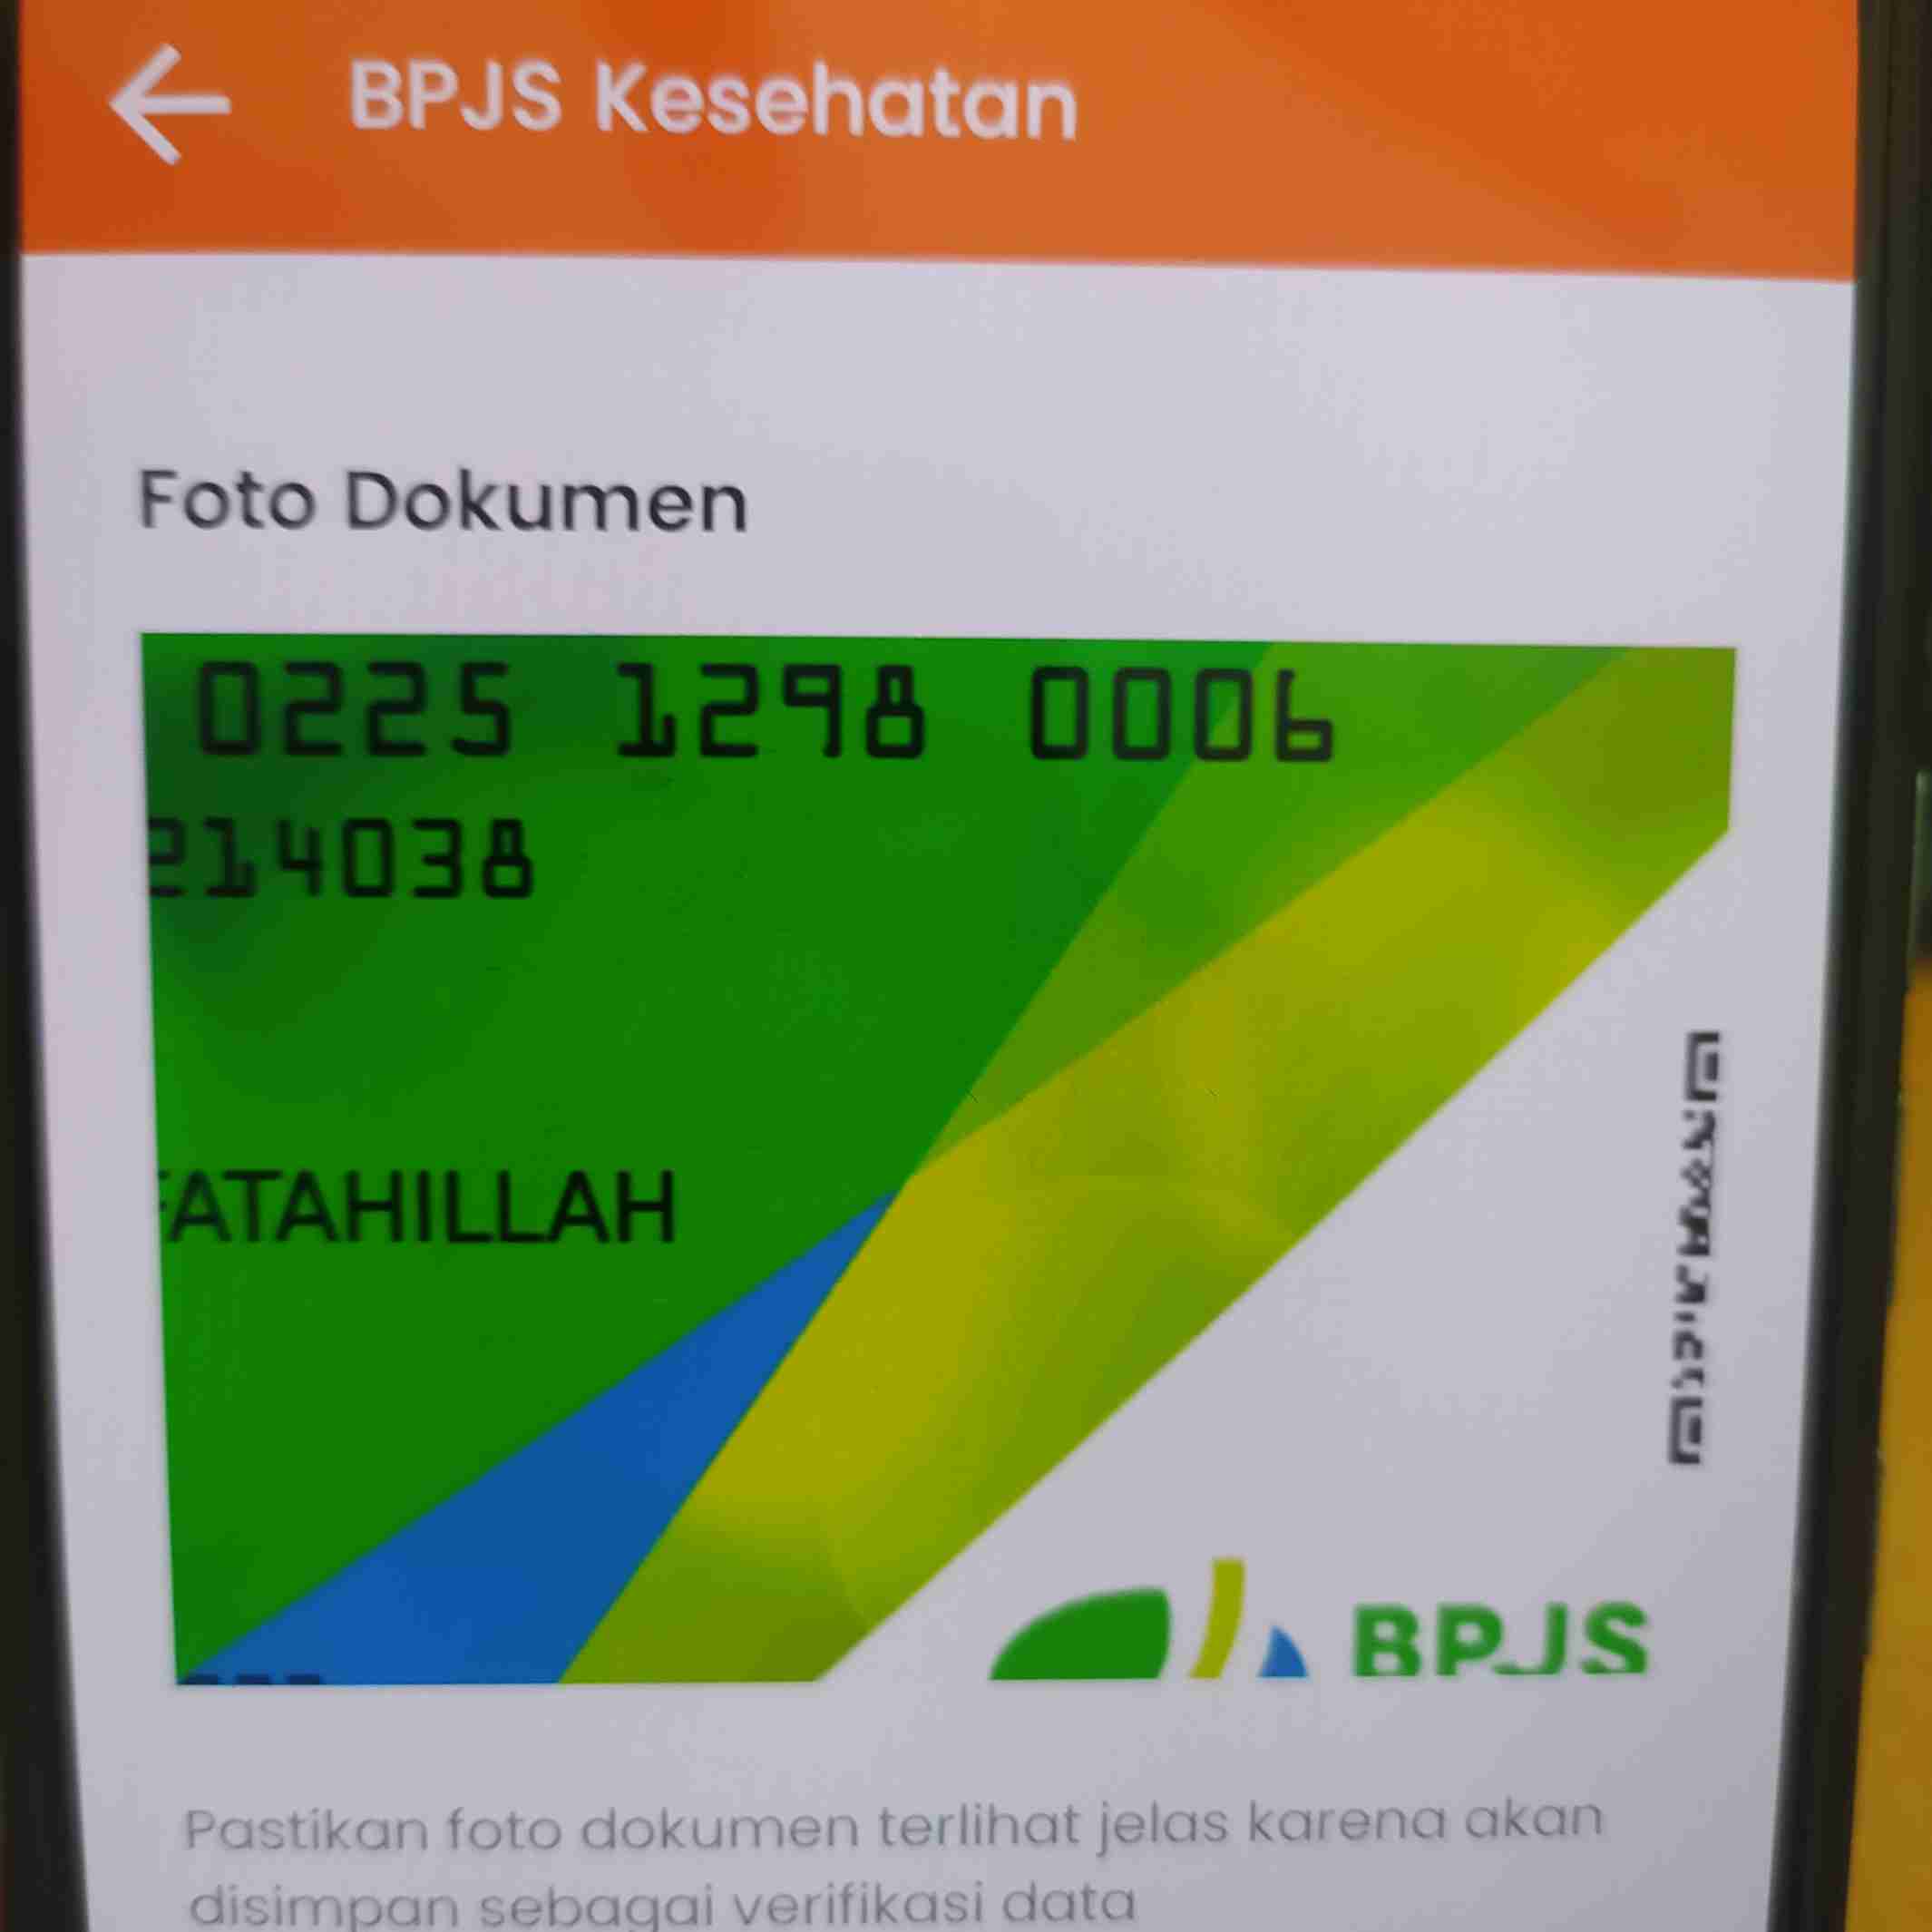 BPJS Kesehatan
Foto Dokumen
0225 1298 0006
214038
FATAHILLAH
BPJS
Pastikan foto dokumen terlihat jelas karena akan
disimpan sebagai verifikasi data